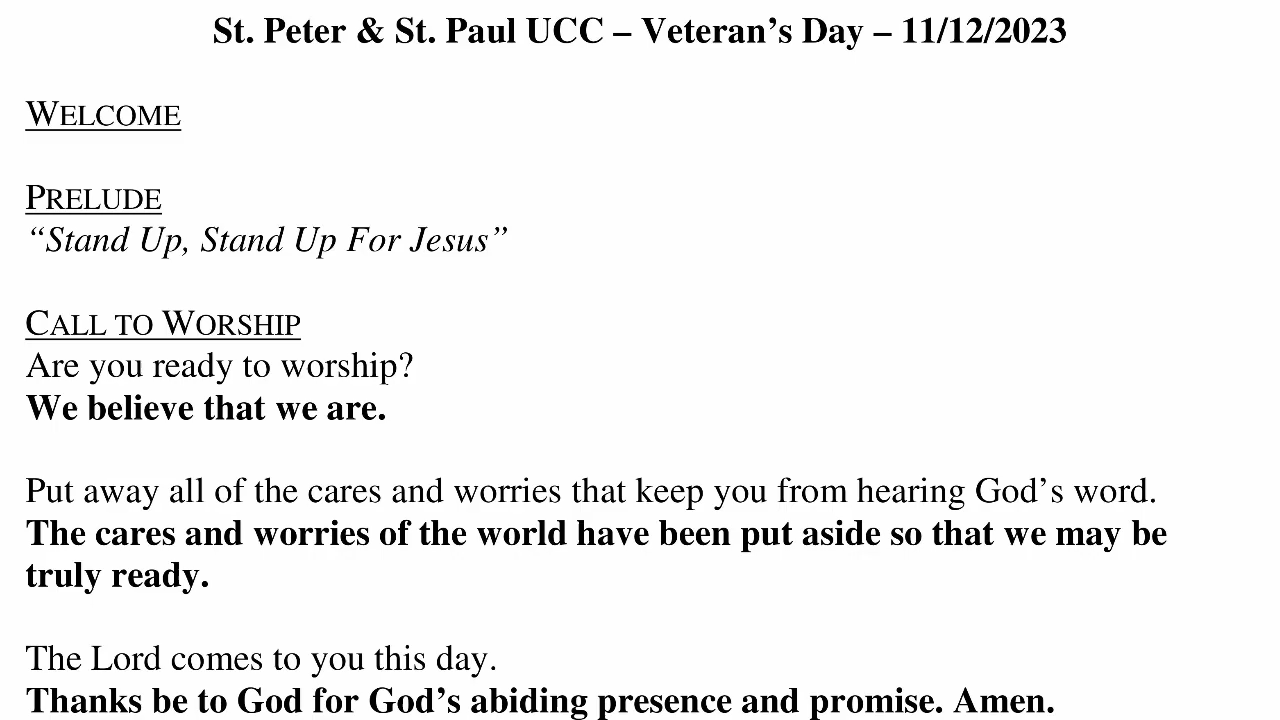 St. Peter & St. Paul UCC – Veteran’s Day – 11/12/2023
WELCOME
PRELUDE
“Stand Up, Stand Up For Jesus”
CALL TO WORSHIP
Are you ready to worship?
We believe that we are.
Put away all of the cares and worries that keep you from hearing God’s word.
The cares and worries of the world have been put aside so that we may be
truly ready.
The Lord comes to you this day.
Thanks be to God for God’s abiding presence and promise. Amen.